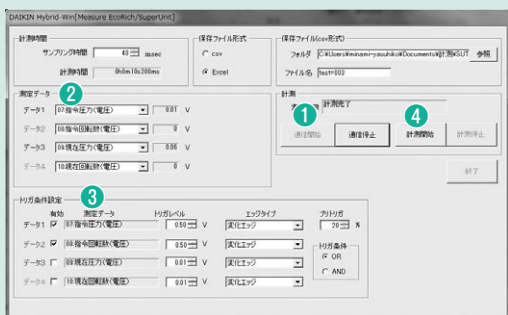 DAIKIN Hybrid-Win[Measure EcoRich/SuperUnit]
計測時間
サンプリング時間 40 msec
計測時間 0h0m10s200ms
保存ファイル形式
csv
Excel
保存ファイル(csv形式)
フォルダ C:¥Users¥minami-yasuhiko¥Documents¥計測¥SUT 参照
ファイル名 test+003
測定データ 2
データ1 07:指令圧力(電圧) 0.01 V
データ2 08:指令回転数(電圧) 0 V
データ3 09:現在圧力(電圧) 0.06 V
データ4 10:現在回転数(電圧) 0 V
計測
1 計測完了 4
通信開始 通信停止 計測開始 計測停止
終了
トリガ条件設定 3
有効 測定データ トリガレベル エッジタイプ プリトリガ
データ1 07:指令圧力(電圧) 0.50 V 変化エッジ 20 %
データ2 08:指令回転数(電圧) 0.50 V 変化エッジ
データ3 09:現在圧力(電圧) 0.01 V 変化エッジ
データ4 10:現在回転数(電圧) 0.01 V 変化エッジ
トリガ条件
OR
AND